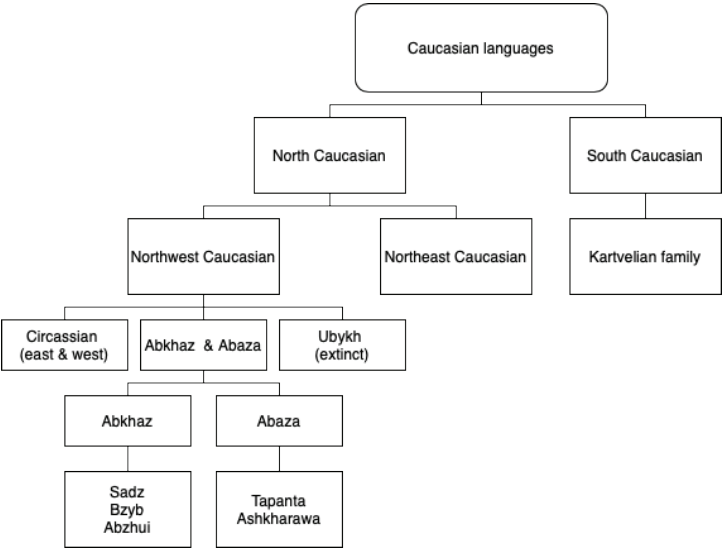 Caucasian languages
North Caucasian
South Caucasian
Northwest Caucasian
Northeast Caucasian
Kartvelian family
Circassian
(east & west)
Abkhaz & Abaza
Ubykh
(extinct)
Abkhaz
Abaza
Sadz
Bzyb
Abzhui
Tapanta
Ashkharawa